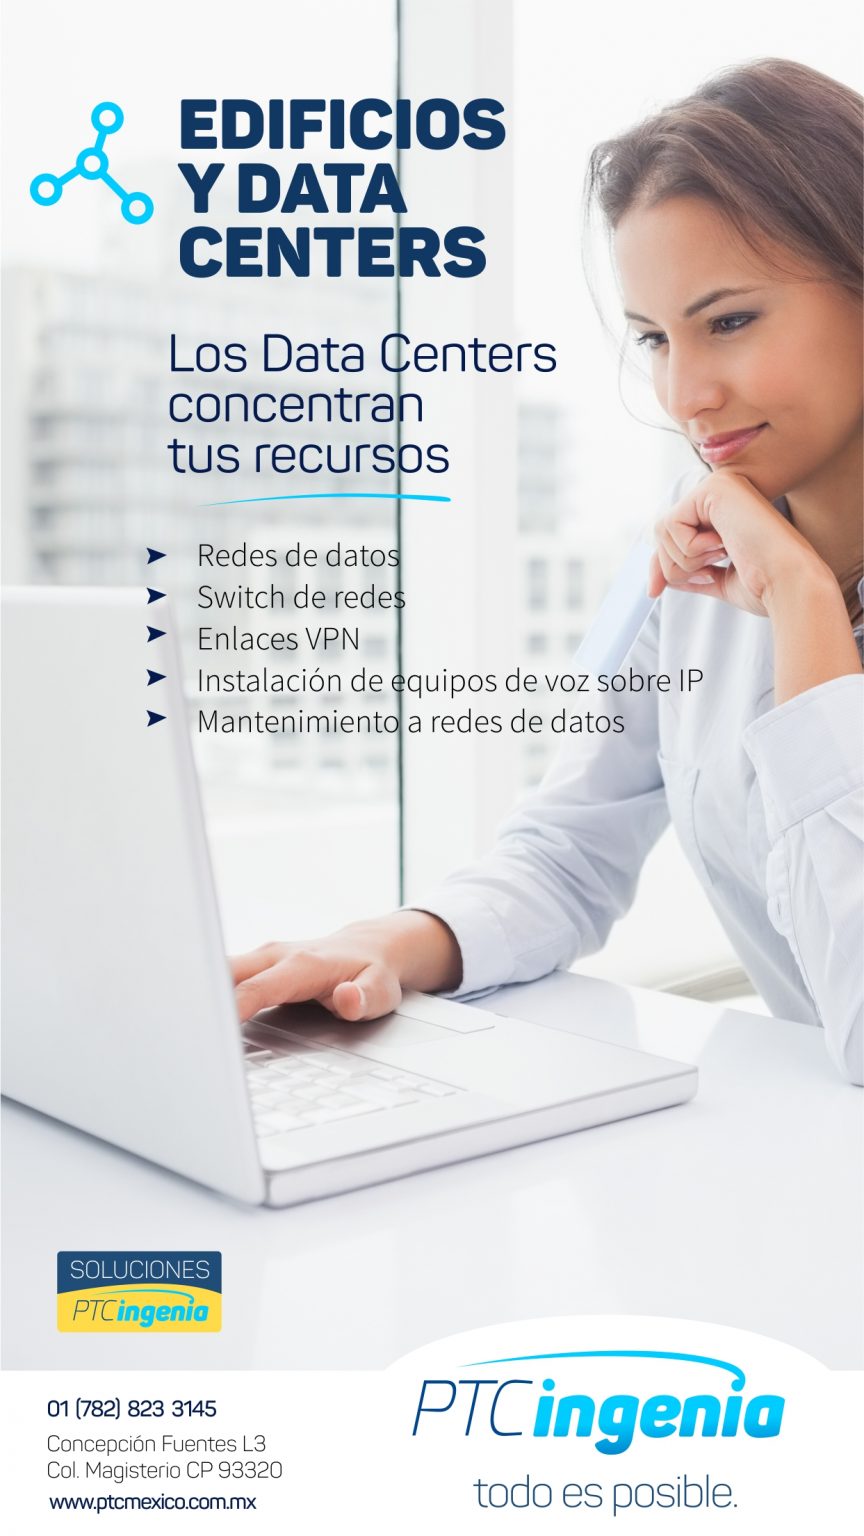 EDIFICIOS
Y DATA
CENTERS
Los Data Centers
concentran
tus recursos
Redes de datos
Switch de redes
Enlaces VPN
Instalación de equipos de voz sobre IP
Mantenimiento a redes de datos
SOLUCIONES
PTCingenia
01 (782) 823 3145
Concepción Fuentes L3
Col. Magisterio CP 93320
www.ptcmexico.com.mx
PTCingenia
todo es posible.